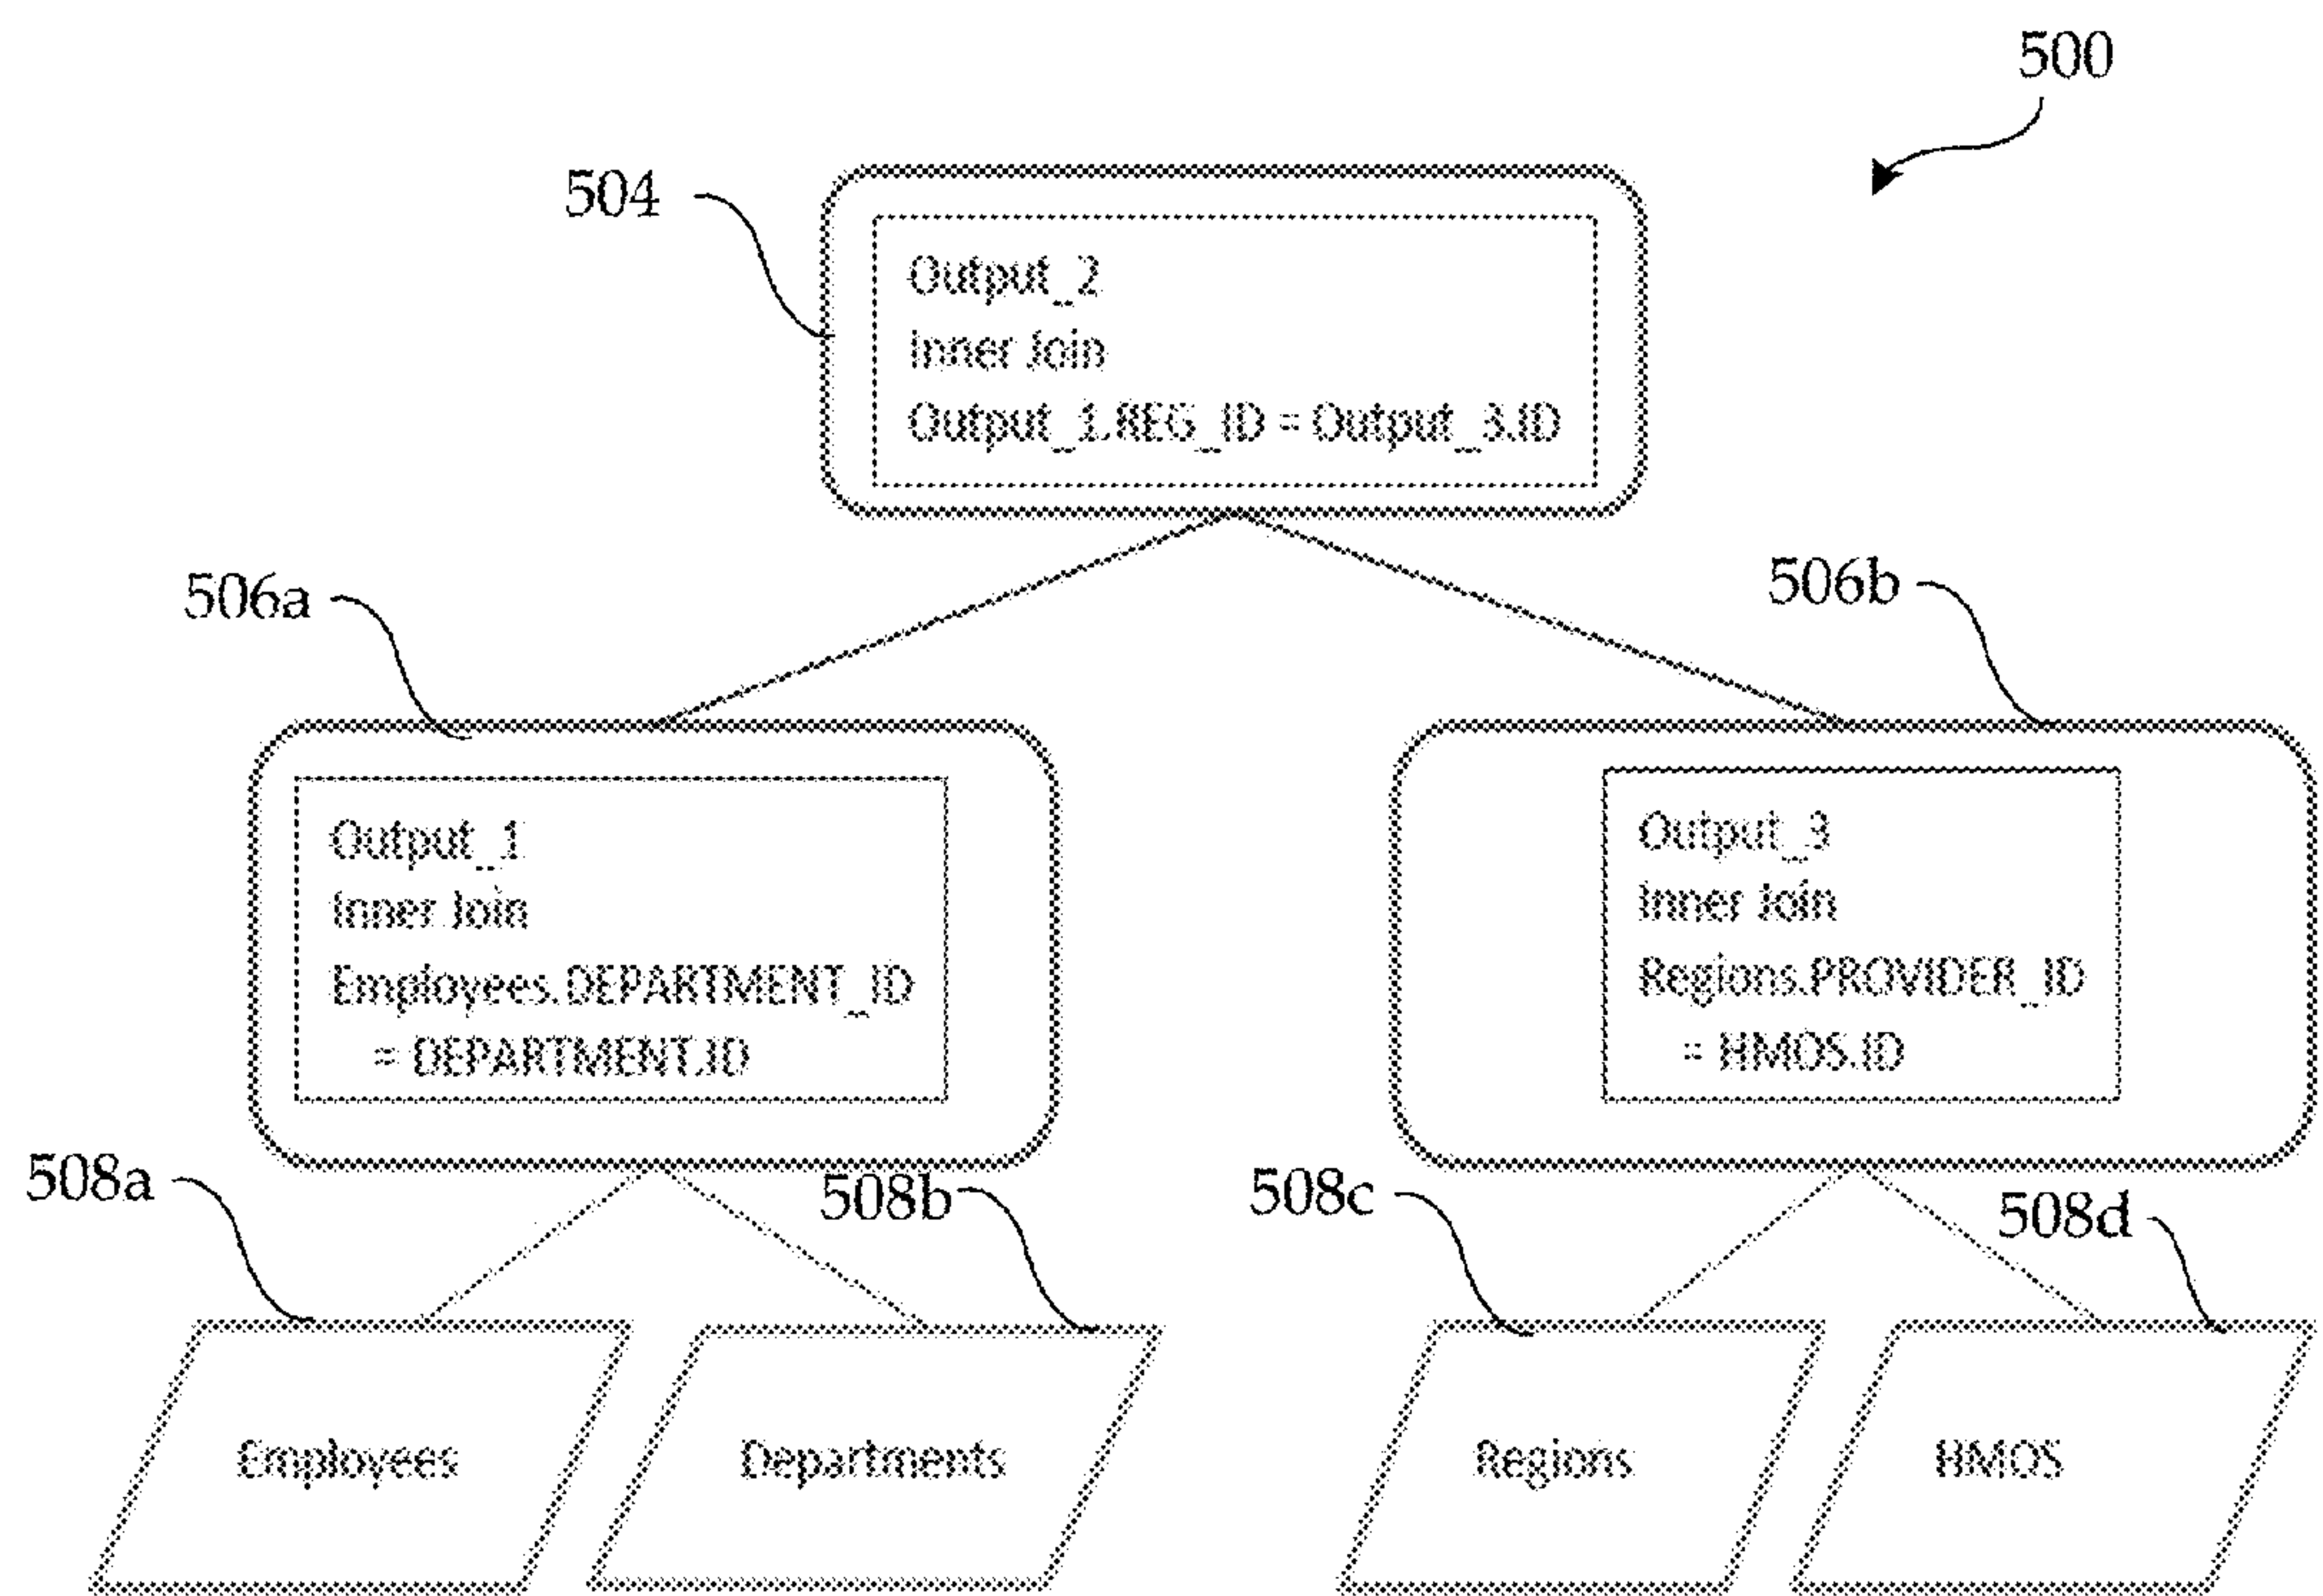 500
504
Output_2
Inner Join
Output_1.REG_ID = Output_3.ID
506a
506b
Output_1
Inner Join
Employees.DEPARTMENT_ID
= DEPARTMENT.ID
Output_3
Inner Join
Regions.PROVIDER_ID
= HMOS.ID
508a
508b
508c
508d
Employees
Departments
Regions
HMOS